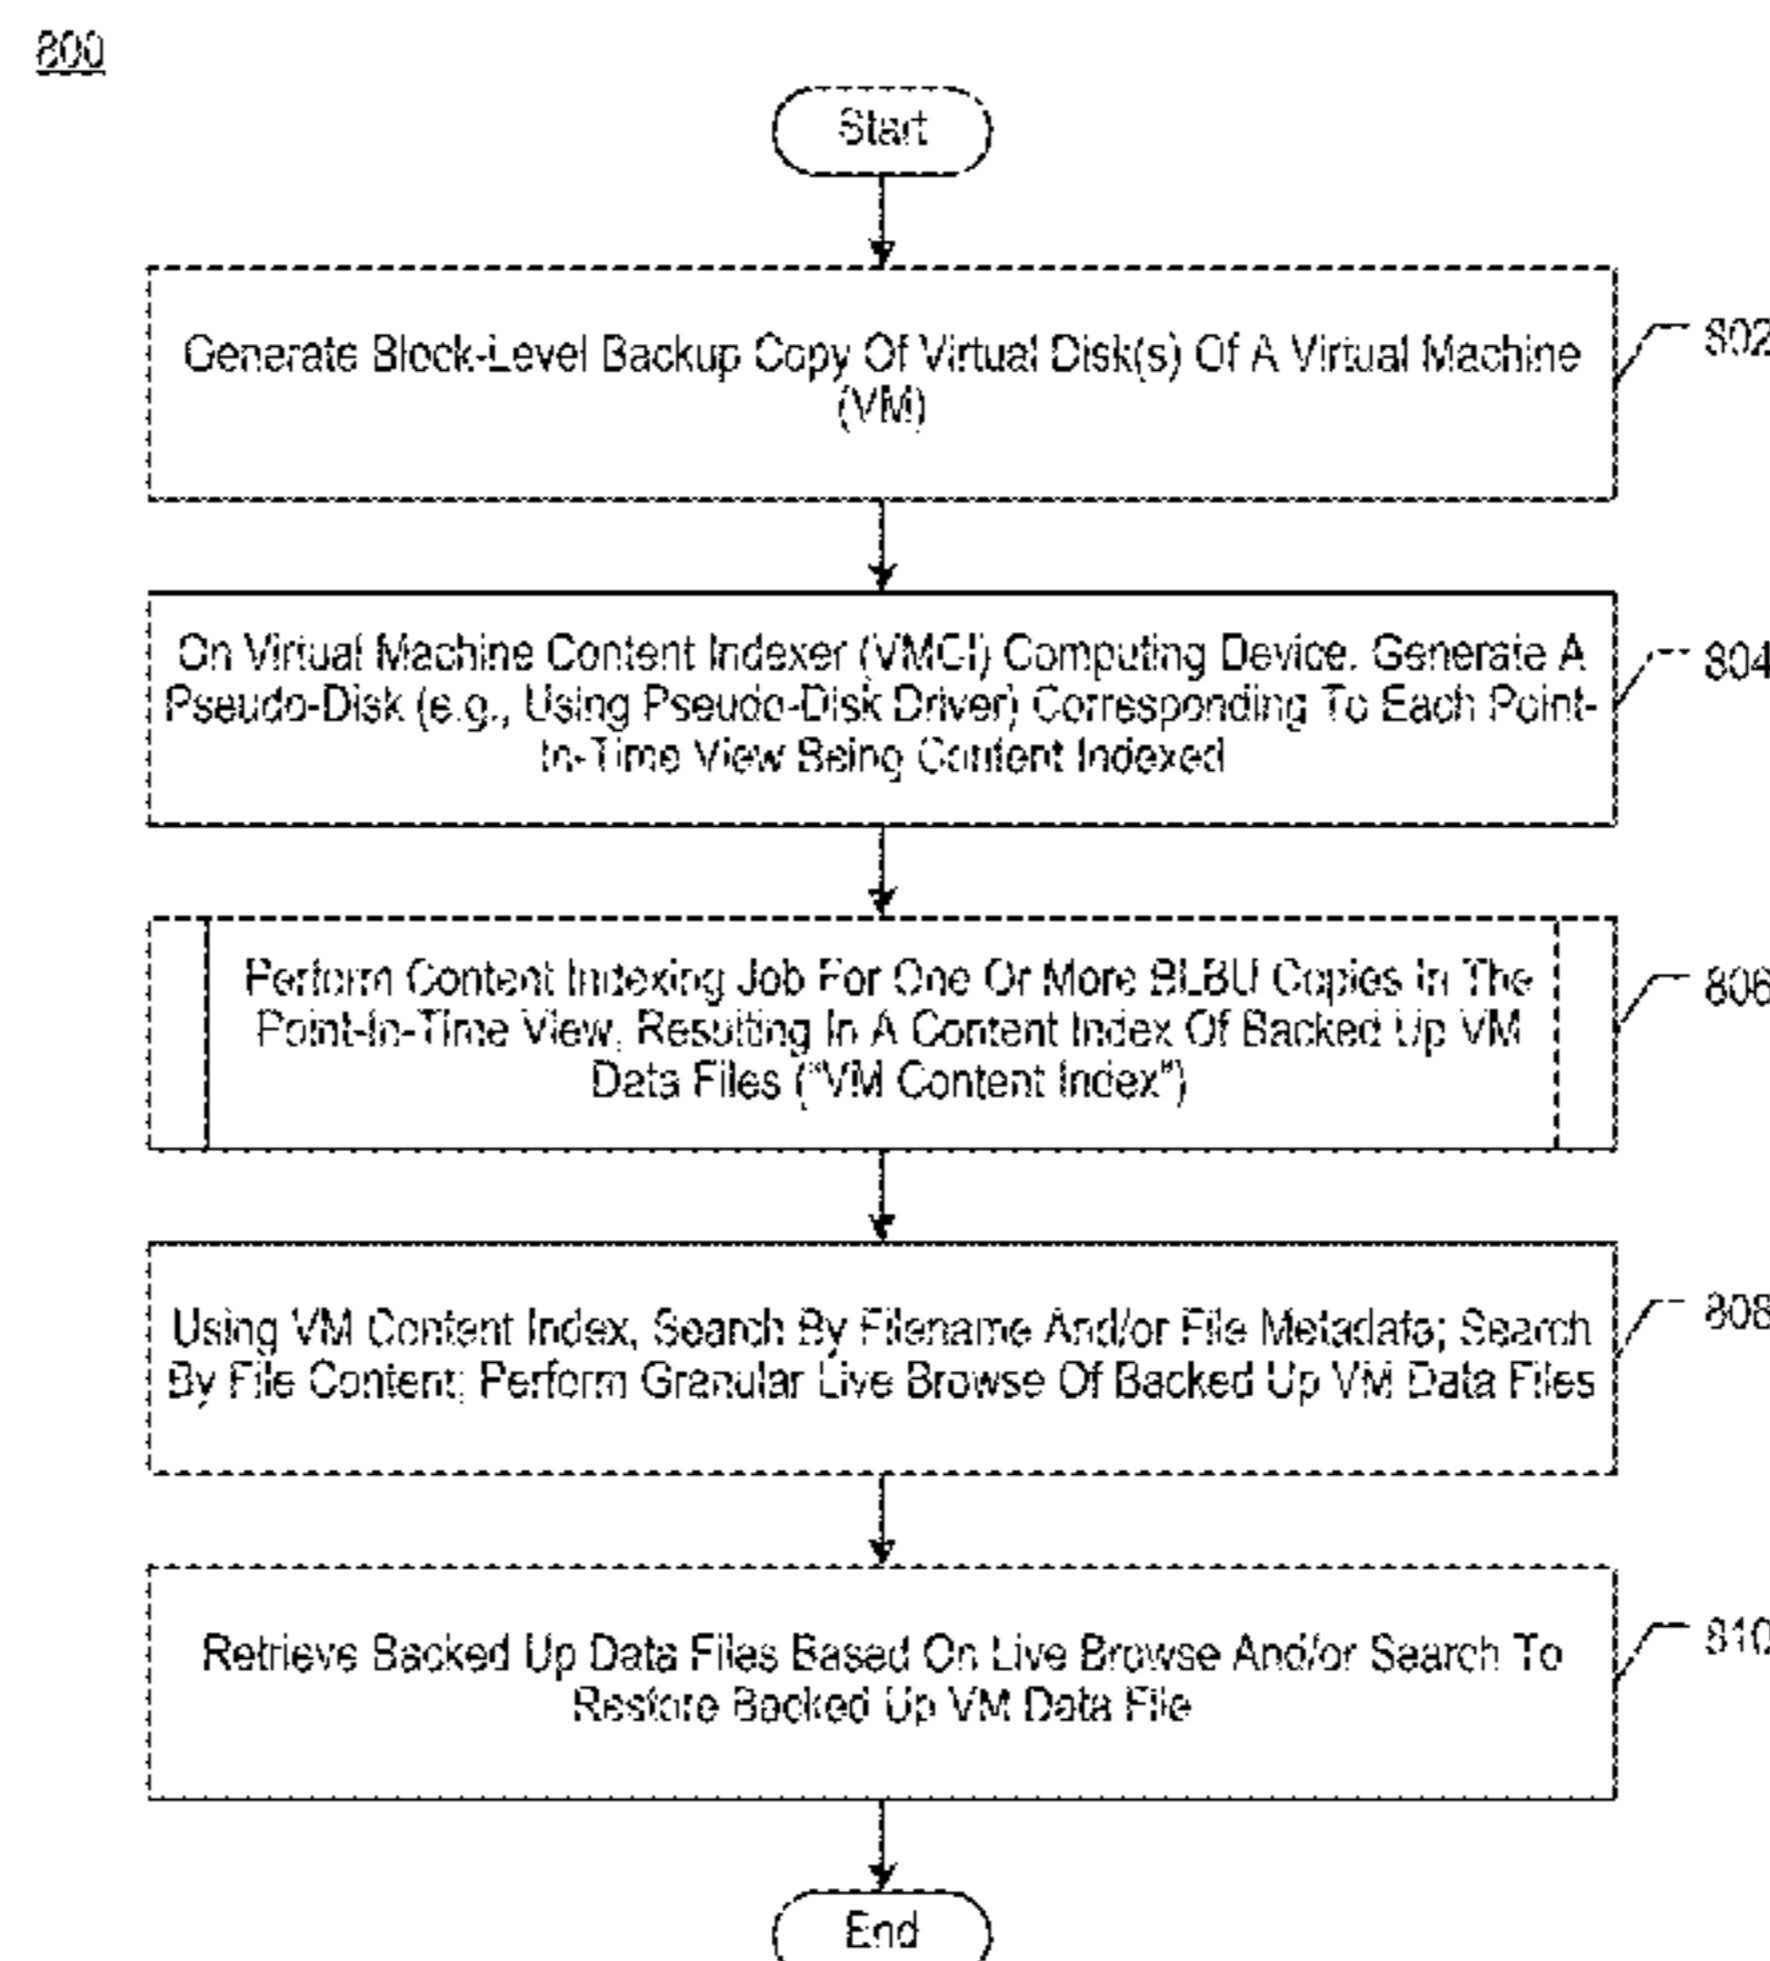 800
Start
Generate Block-Level Backup Copy Of Virtual Disk(s) Of A Virtual Machine
(VM)
802
On Virtual Machine Content Indexer (VMCI) Computing Device, Generate A
Pseudo-Disk (e.g., Using Pseudo-Disk Driver) Corresponding To Each Point-
In-Time View Being Content Indexed
804
Perform Content Indexing Job For One Or More BLBU Copies In The
Point-In-Time View, Resulting In A Content Index Of Backed Up VM
Data Files ("VM Content Index")
806
Using VM Content Index, Search By Filename And/or File Metadata; Search
By File Content; Perform Granular Live Browse Of Backed Up VM Data Files
808
Retrieve Backed Up Data Files Based On Live Browse And/or Search To
Restore Backed Up VM Data File
810
End